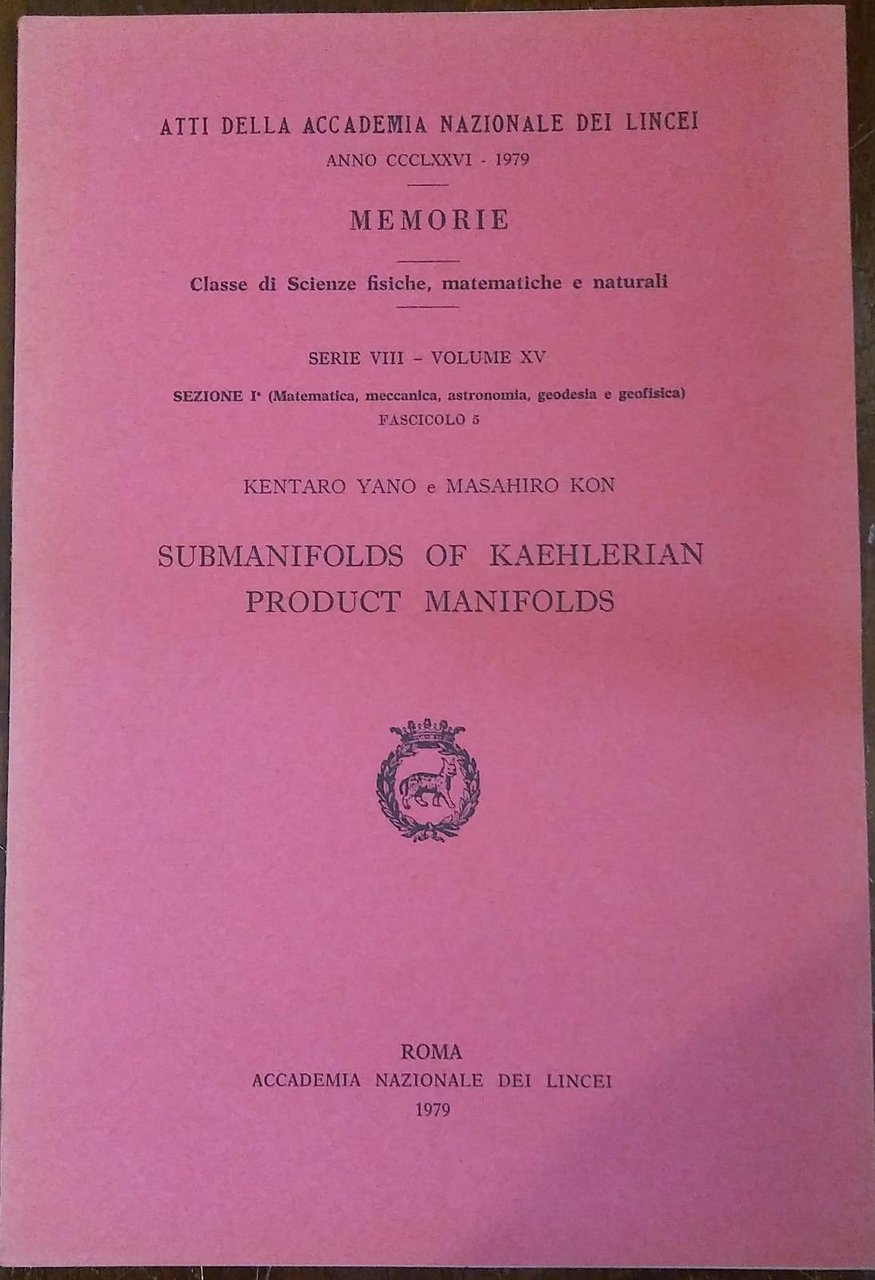 ATTI DELLA ACCADEMIA NAZIONALE DEI LINCEI
ANNO CCCLXXVI - 1979
MEMORIE
Classe di Scienze fisiche, matematiche e naturali
SERIE VIII – VOLUME XV
SEZIONE Iª (Matematica, meccanica, astronomia, geodesia e geofisica)
FASCICOLO 5
KENTARO YANO e MASAHIRO KON
SUBMANIFOLDS OF KAEHLERIAN
PRODUCT MANIFOLDS
ROMA
ACCADEMIA NAZIONALE DEI LINCEI
1979